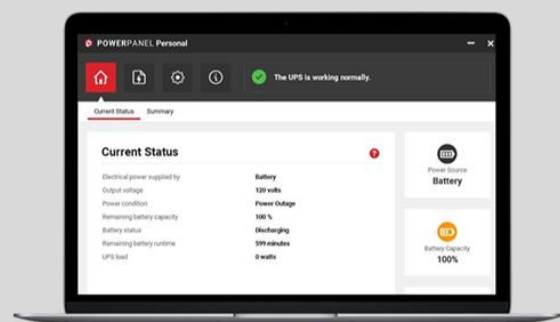 POWERPANEL Personal
The UPS is working normally.
Current Status Summary
Current Status
?
Electrical power supplied by Battery
Output voltage 120 volts
Power condition Power Outage
Remaining battery capacity 100 %
Battery status Discharging
Remaining battery runtime 599 minutes
UPS load 0 watts
Power Source
Battery
Battery Capacity
100%